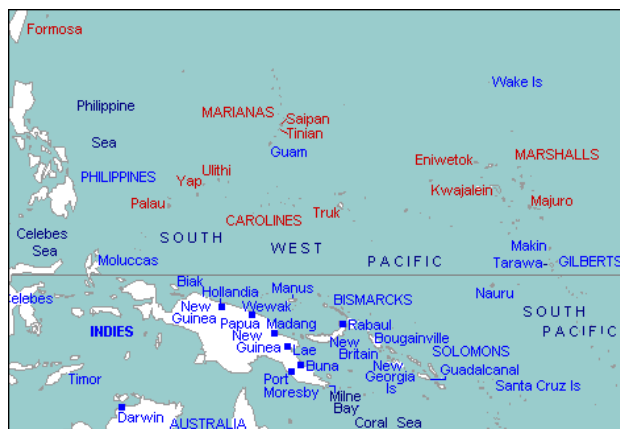 Formosa
Wake Is
Philippine
Sea
MARIANAS
Saipan
Tinian
Guam
PHILIPPINES
Ulithi
Yap
Palau
Eniwetok
MARSHALLS
Kwajalein
Majuro
CAROLINES
Truk
Celebes
Sea
SOUTH
WEST
PACIFIC
Makin
Tarawa
GILBERTS
Moluccas
Biak
Hollandia
Manus
Nauru
Celebes
New
Guinea
Wewak
BISMARCKS
SOUTH
PACIFIC
INDIES
Papua
New
Guinea
Madang
Rabaul
New
Britain
Bougainville
Lae
SOLOMONS
Buna
New
Georgia
Is
Guadalcanal
Timor
Port
Moresby
Milne
Bay
Santa Cruz Is
Darwin
AUSTRALIA
Coral Sea